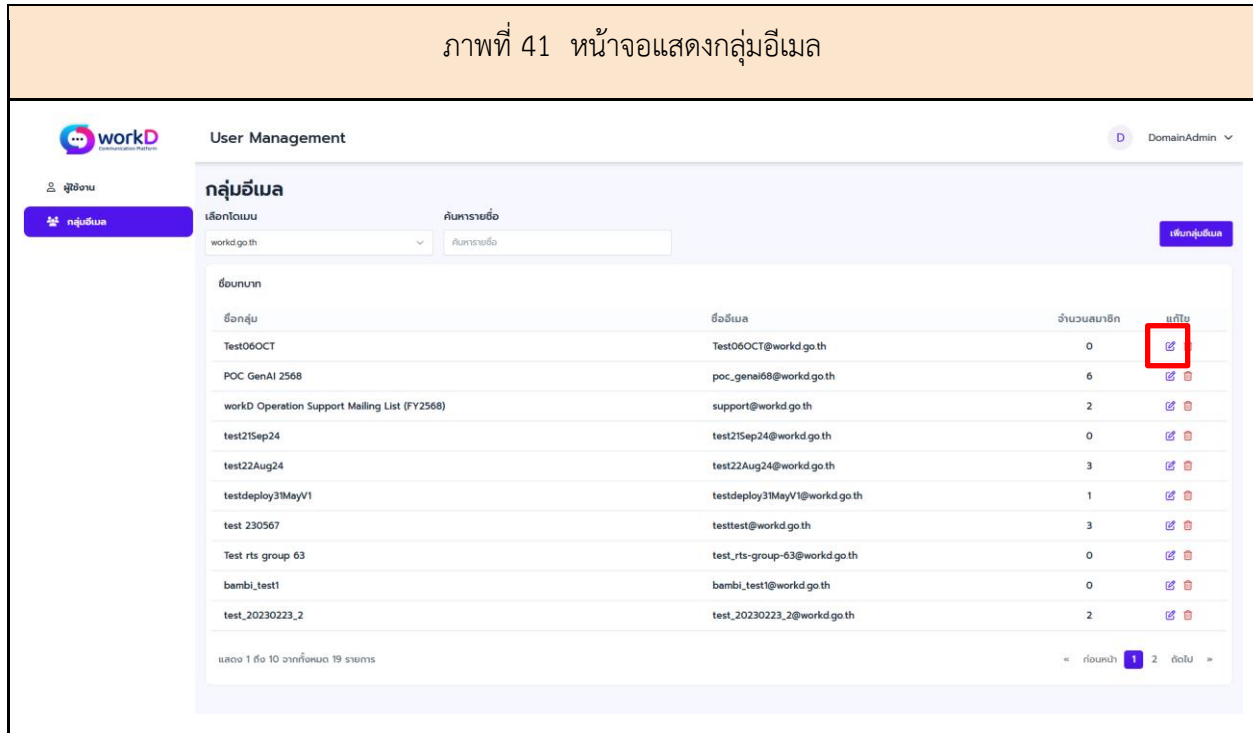 ภาพที่ 41 หน้าจอแสดงกลุ่มอีเมล
workD
Communication Platform
User Management
D DomainAdmin
ผู้ใช้งาน
กลุ่มอีเมล
กลุ่มอีเมล
เลือกโดเมน ค้นหารายชื่อ
workd.go.th ค้นหารายชื่อ
เพิ่มกลุ่มอีเมล
ชื่อบทบาท
ชื่อกลุ่ม ชื่ออีเมล จำนวนสมาชิก แก้ไข
Test06OCT Test06OCT@workd.go.th 0
POC GenAI 2568 poc_genai68@workd.go.th 6
workD Operation Support Mailing List (FY2568) support@workd.go.th 2
test21Sep24 test21Sep24@workd.go.th 0
test22Aug24 test22Aug24@workd.go.th 3
testdeploy31MayV1 testdeploy31MayV1@workd.go.th 1
test 230567 testtest@workd.go.th 3
Test rts group 63 test_rts-group-63@workd.go.th 0
bambi_test1 bambi_test1@workd.go.th 0
test_20230223_2 test_20230223_2@workd.go.th 2
แสดง 1 ถึง 10 จากทั้งหมด 19 รายการ
« ก่อนหน้า 1 2 ถัดไป »